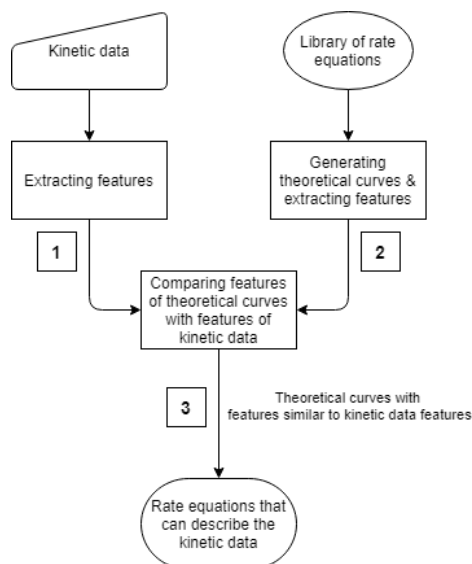 Kinetic data
Library of rate
equations
Extracting features
Generating
theoretical curves &
extracting features
1
2
Comparing features
of theoretical curves
with features of
kinetic data
3
Theoretical curves with
features similar to kinetic data features
Rate equations that
can describe the
kinetic data